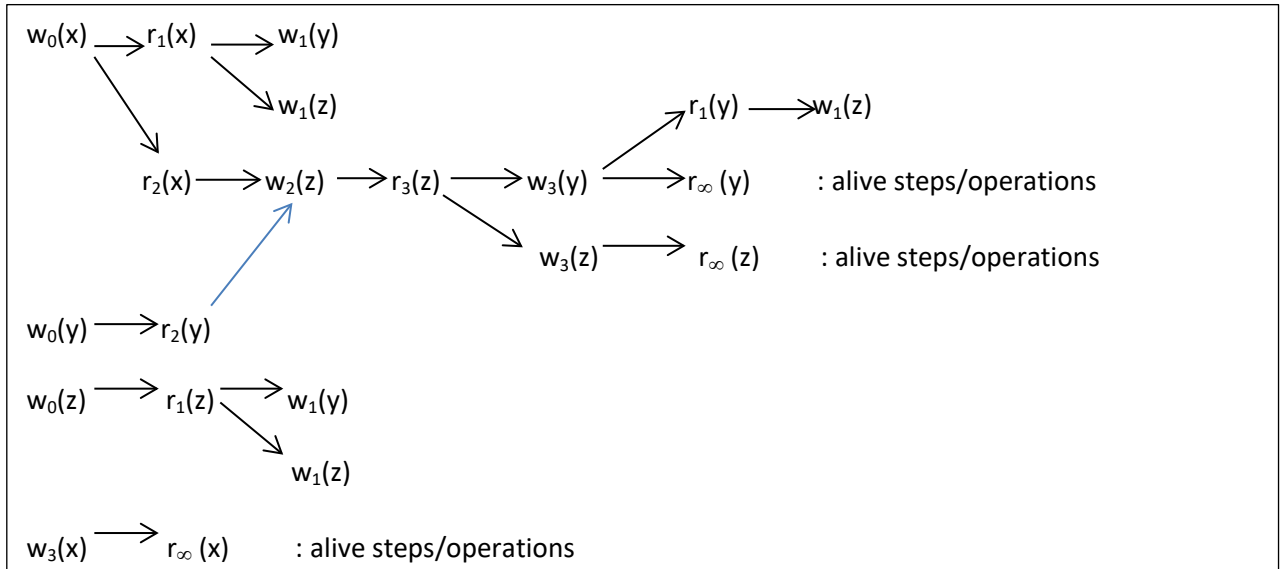 w₀(x) r₁(x) w₁(y)
w₁(z) r₁(y) w₁(z)
r₂(x) w₂(z) r₃(z) w₃(y) r∞ (y) : alive steps/operations
w₃(z) r∞ (z) : alive steps/operations
w₀(y) r₂(y)
w₀(z) r₁(z) w₁(y)
w₁(z)
w₃(x) r∞ (x) : alive steps/operations